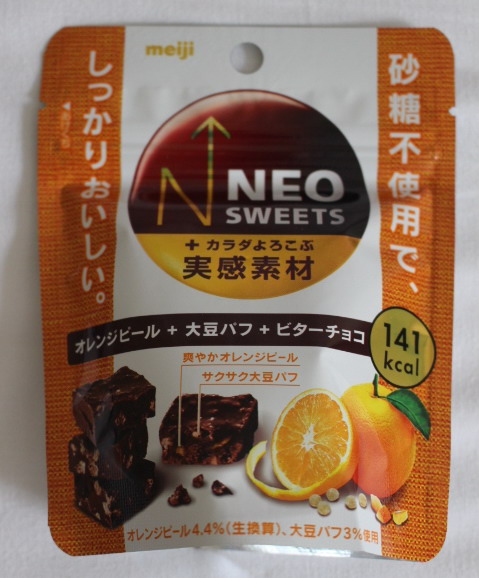 meiji
砂糖不使用で、
しっかりおいしい。
NEO
SWEETS
+ カラダよろこぶ
実感素材
オレンジピール + 大豆パフ + ビターチョコ
141
kcal
爽やかオレンジピール
サクサク大豆パフ
オレンジピール4.4%(生換算)、大豆パフ3%使用